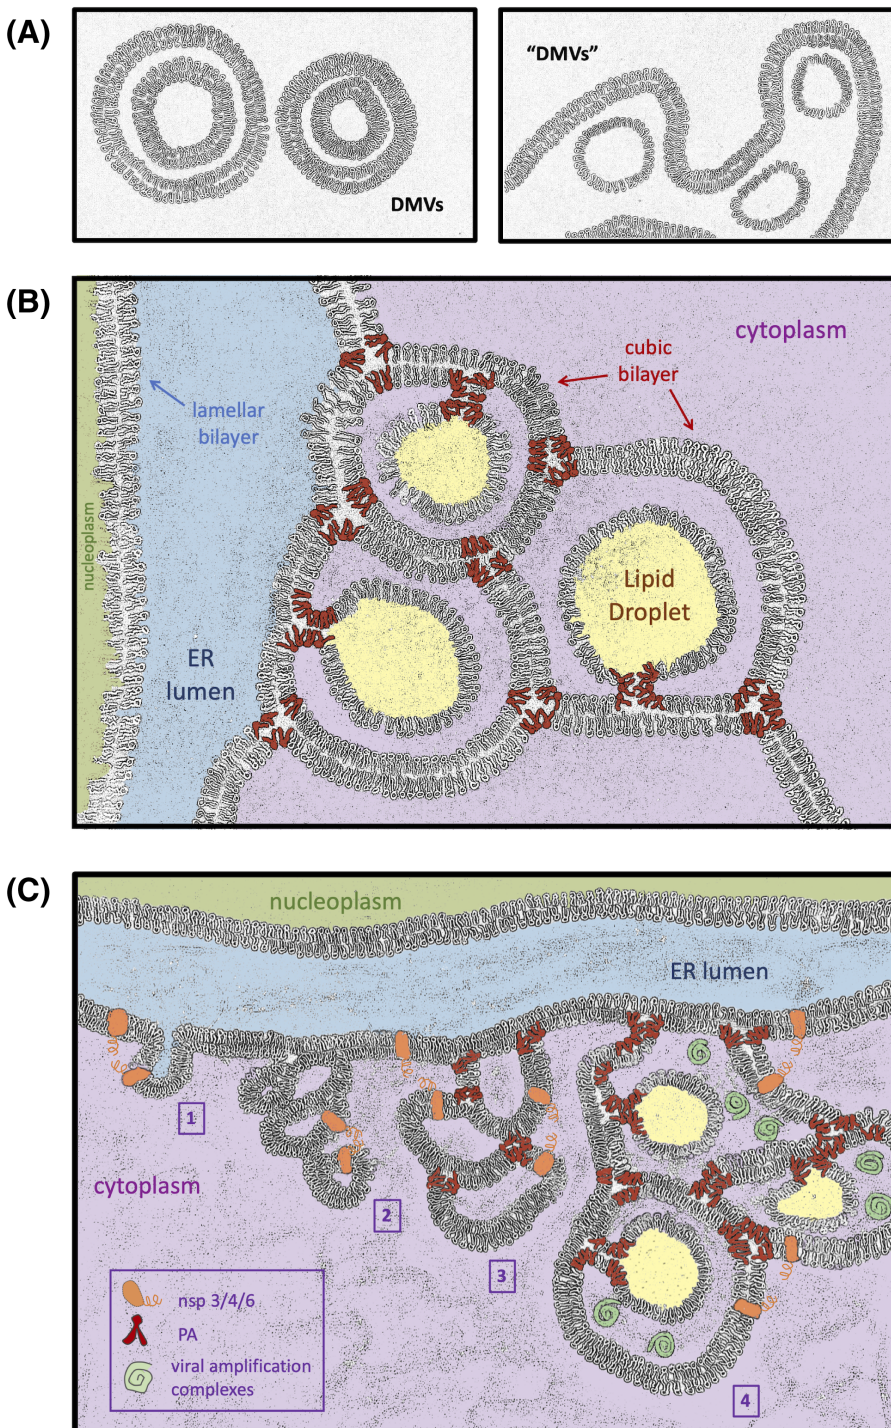 (A)
DMVs
“DMVs”
(B)
cytoplasm
cubic
bilayer
lamellar
bilayer
nucleoplasm
Lipid
Droplet
ER
lumen
(C)
nucleoplasm
ER lumen
1
cytoplasm
2
3
nsp 3/4/6
PA
viral amplification
complexes
4